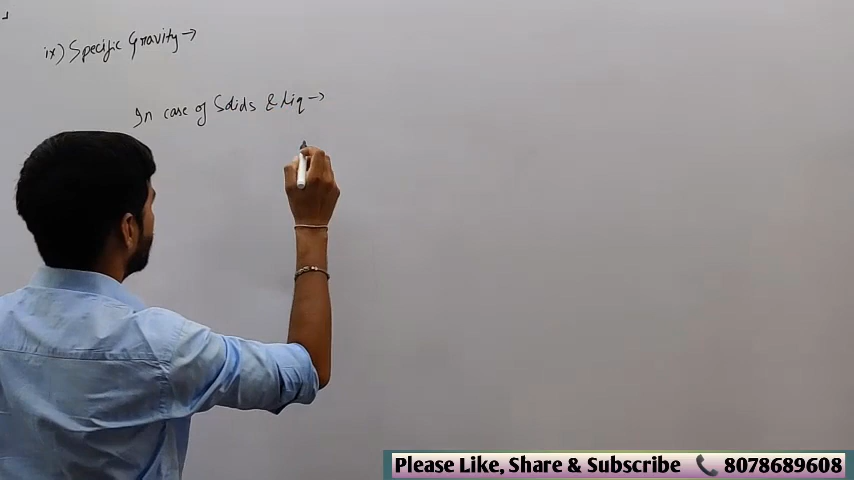 ix) Specific Gravity →
In case of Solids & Liq →
Please Like, Share & Subscribe 📞 8078689608